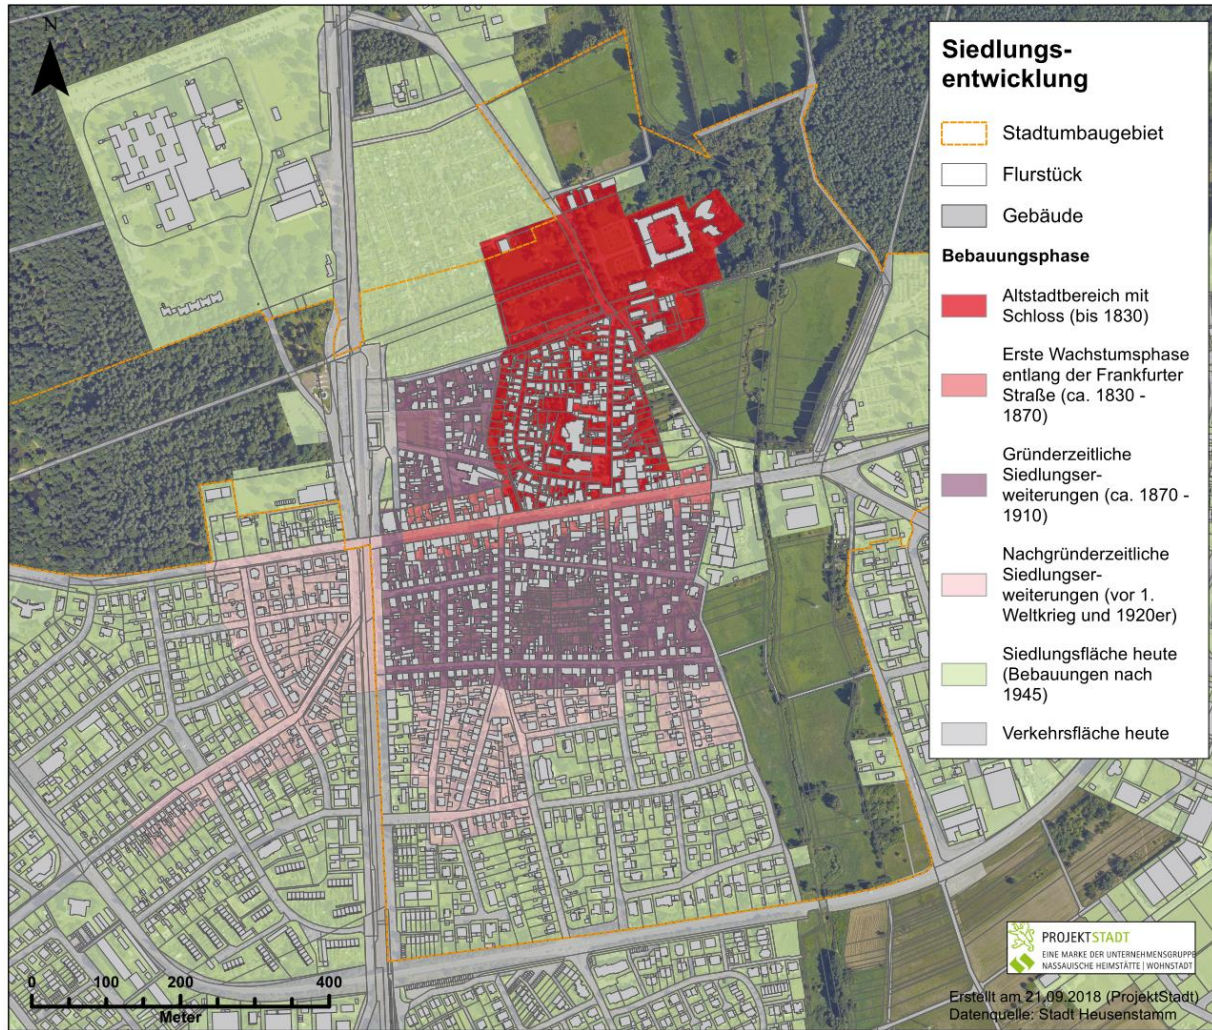 N
Siedlungs-
entwicklung
Stadtumbaugebiet
Flurstück
Gebäude
Bebauungsphase
Altstadtbereich mit
Schloss (bis 1830)
Erste Wachstumsphase
entlang der Frankfurter
Straße (ca. 1830 -
1870)
Gründerzeitliche
Siedlungser-
weiterungen (ca. 1870 -
1910)
Nachgründerzeitliche
Siedlungser-
weiterungen (vor 1.
Weltkrieg und 1920er)
Siedlungsfläche heute
(Bebauungen nach
1945)
Verkehrsfläche heute
0 100 200 400
Meter
PROJEKTSTADT
EINE MARKE DER UNTERNEHMENSGRUPPE
NASSAUISCHE HEIMSTÄTTE | WOHNSTADT
Erstellt am 21.09.2018 (ProjektStadt)
Datenquelle: Stadt Heusenstamm